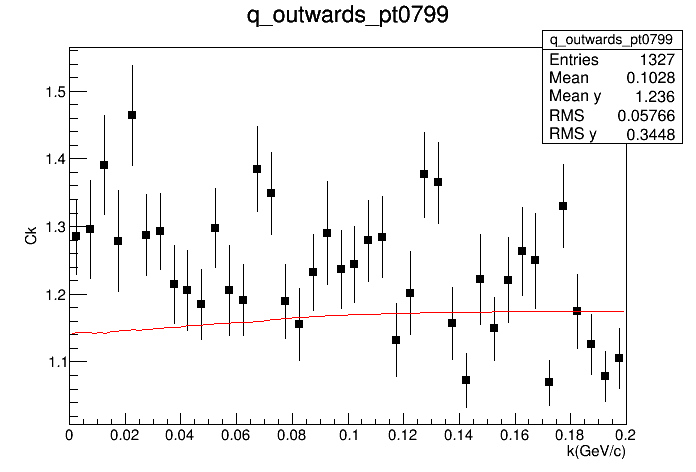 q_outwards_pt0799
q_outwards_pt0799
Entries 1327
Mean 0.1028
Mean y 1.236
RMS 0.05766
RMS y 0.3448
1.5
1.4
1.3
1.2
1.1
Ck
0 0.02 0.04 0.06 0.08 0.1 0.12 0.14 0.16 0.18 0.2
k(GeV/c)